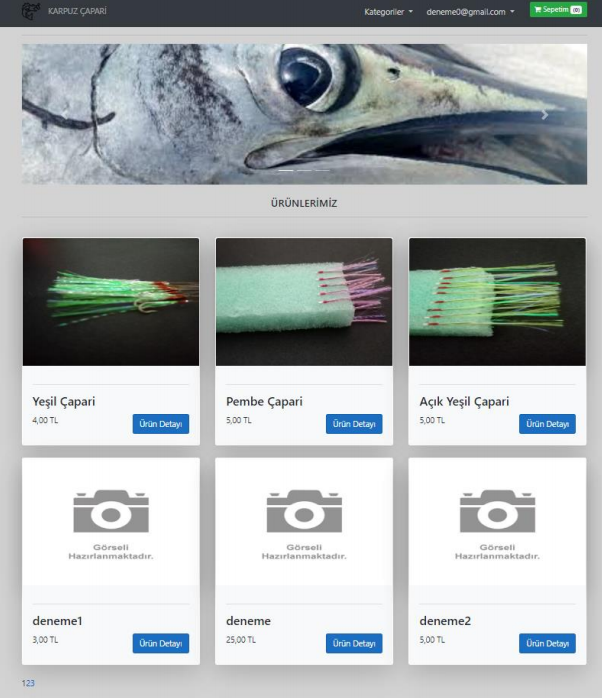 KARPUZ ÇAPARİ
Kategoriler
deneme0@gmail.com
Sepetim (0)
ÜRÜNLERİMİZ
Yeşil Çapari
4,00 TL
Ürün Detayı
Pembe Çapari
5,00 TL
Ürün Detayı
Açık Yeşil Çapari
5,00 TL
Ürün Detayı
Görseli
Hazırlanmaktadır.
deneme1
3,00 TL
Ürün Detayı
Görseli
Hazırlanmaktadır.
deneme
25,00 TL
Ürün Detayı
Görseli
Hazırlanmaktadır.
deneme2
5,00 TL
Ürün Detayı
123